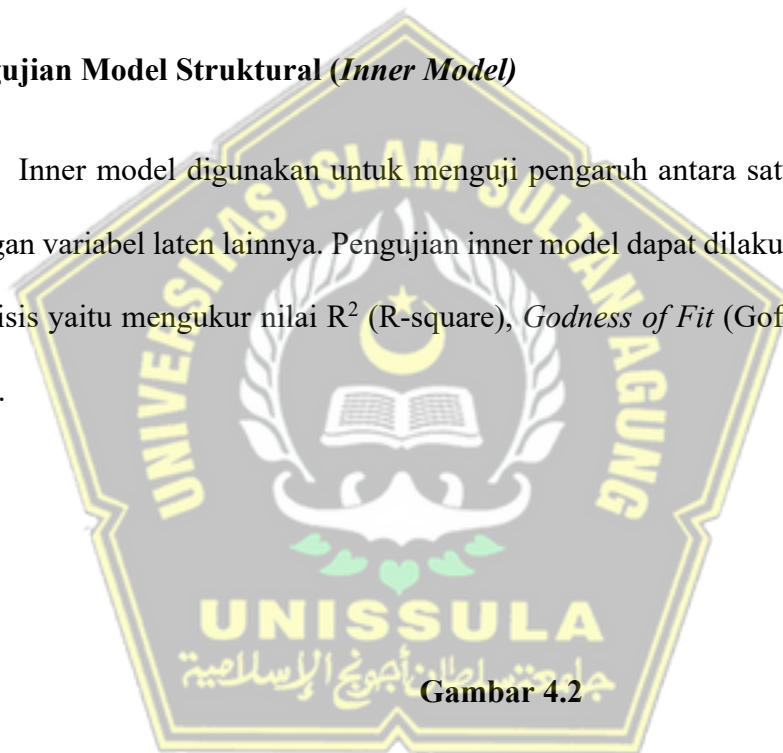 gujian Model Struktural (Inner Model)
Inner model digunakan untuk menguji pengaruh antara sat
gan variabel laten lainnya. Pengujian inner model dapat dilaku
isis yaitu mengukur nilai R² (R-square), Godness of Fit (Gof
.
UNIVERSITAS ISLAM SULTAN AGUNG
UNISSULA
جامعة سلطان أجونج الإسلامية
Gambar 4.2